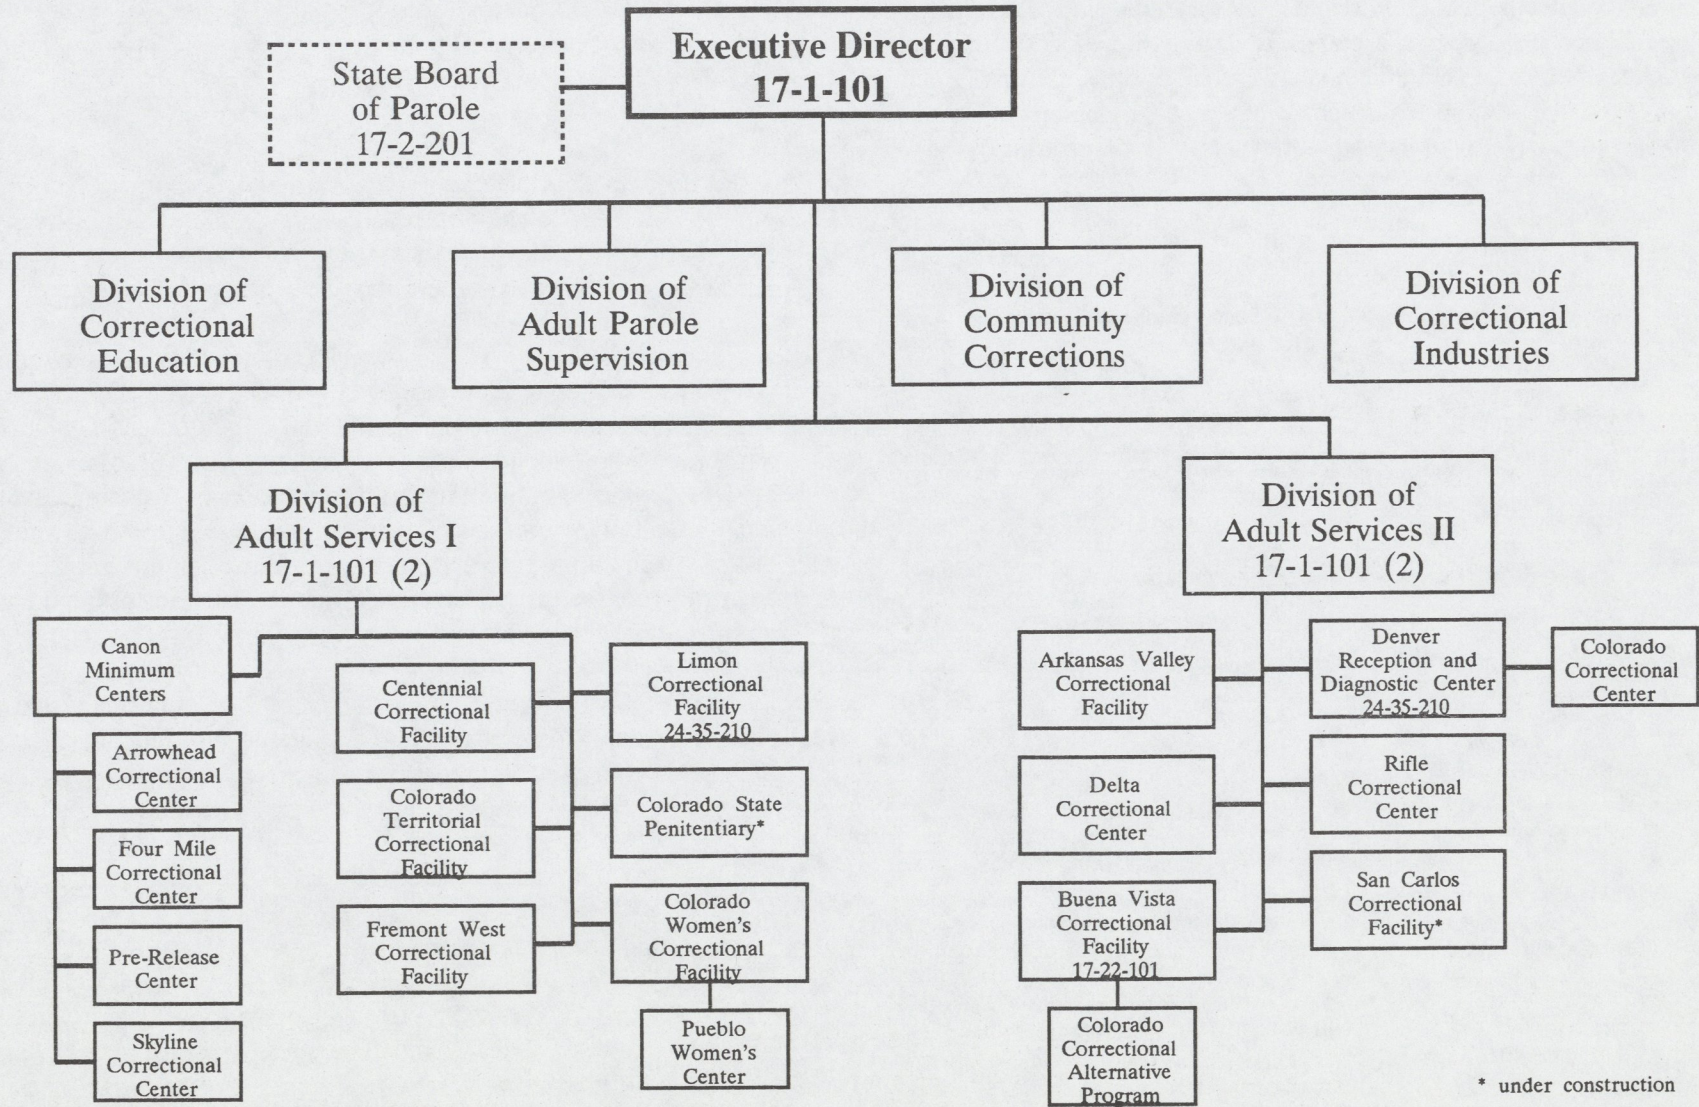 Executive Director
17-1-101
State Board
of Parole
17-2-201
Division of
Correctional
Education
Division of
Adult Parole
Supervision
Division of
Community
Corrections
Division of
Correctional
Industries
Division of
Adult Services I
17-1-101 (2)
Division of
Adult Services II
17-1-101 (2)
Canon
Minimum
Centers
Arrowhead
Correctional
Center
Four Mile
Correctional
Center
Pre-Release
Center
Skyline
Correctional
Center
Centennial
Correctional
Facility
Colorado
Territorial
Correctional
Facility
Fremont West
Correctional
Facility
Limon
Correctional
Facility
24-35-210
Colorado State
Penitentiary*
Colorado
Women's
Correctional
Facility
Pueblo
Women's
Center
Arkansas Valley
Correctional
Facility
Delta
Correctional
Center
Buena Vista
Correctional
Facility
17-22-101
Colorado
Correctional
Alternative
Program
Denver
Reception and
Diagnostic Center
24-35-210
Colorado
Correctional
Center
Rifle
Correctional
Center
San Carlos
Correctional
Facility*
* under construction